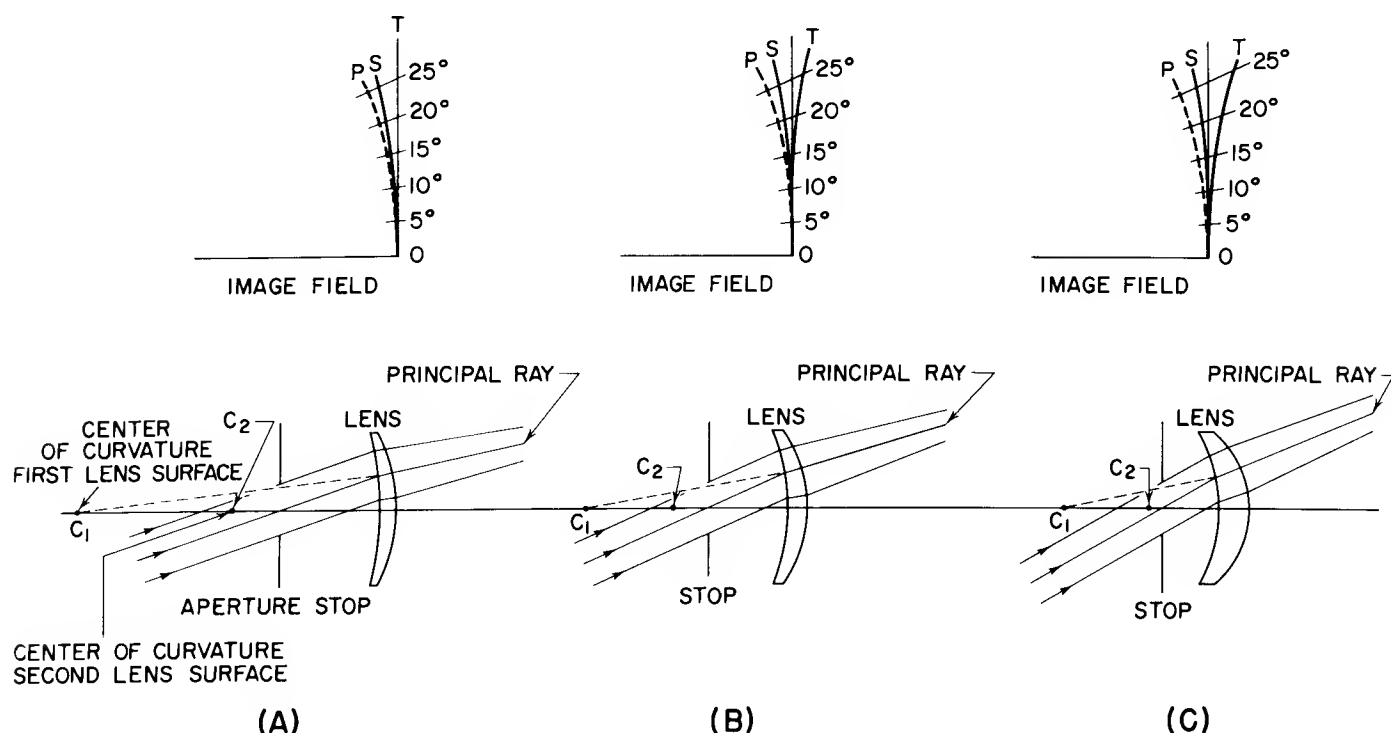 T
P S
25°
20°
15°
10°
5°
0
IMAGE FIELD
P S T
25°
20°
15°
10°
5°
0
IMAGE FIELD
P S T
25°
20°
15°
10°
5°
0
IMAGE FIELD
CENTER
OF CURVATURE
FIRST LENS SURFACE
C₁
C₂
LENS
PRINCIPAL RAY
APERTURE STOP
CENTER OF CURVATURE
SECOND LENS SURFACE
(A)
C₁
C₂
LENS
PRINCIPAL RAY
STOP
(B)
C₁
C₂
LENS
PRINCIPAL RAY
STOP
(C)